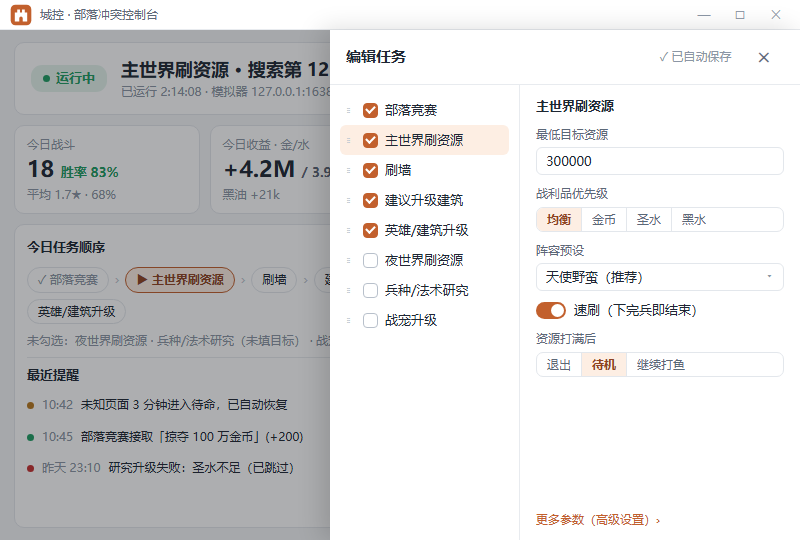 城控 · 部落冲突控制台
运行中
主世界刷资源 · 搜索第 12
已运行 2:14:08 · 模拟器 127.0.0.1:1638
今日战斗
18 胜率 83%
平均 1.7★ · 68%
今日收益 · 金/水
+4.2M / 3.9
黑油 +21k
今日任务顺序
✓ 部落竞赛 › ▶ 主世界刷资源 › 刷墙 ›
英雄/建筑升级
未勾选：夜世界刷资源 · 兵种/法术研究（未填目标） · 战
最近提醒
10:42 未知页面 3 分钟进入待命，已自动恢复
10:45 部落竞赛接取「掠夺 100 万金币」(+200)
昨天 23:10 研究升级失败：圣水不足（已跳过）
编辑任务
✓ 已自动保存
部落竞赛
主世界刷资源
刷墙
建议升级建筑
英雄/建筑升级
夜世界刷资源
兵种/法术研究
战宠升级
主世界刷资源
最低目标资源
300000
战利品优先级
均衡 金币 圣水 黑水
阵容预设
天使野蛮（推荐）
速刷（下完兵即结束）
资源打满后
退出 待机 继续打鱼
更多参数（高级设置） ›